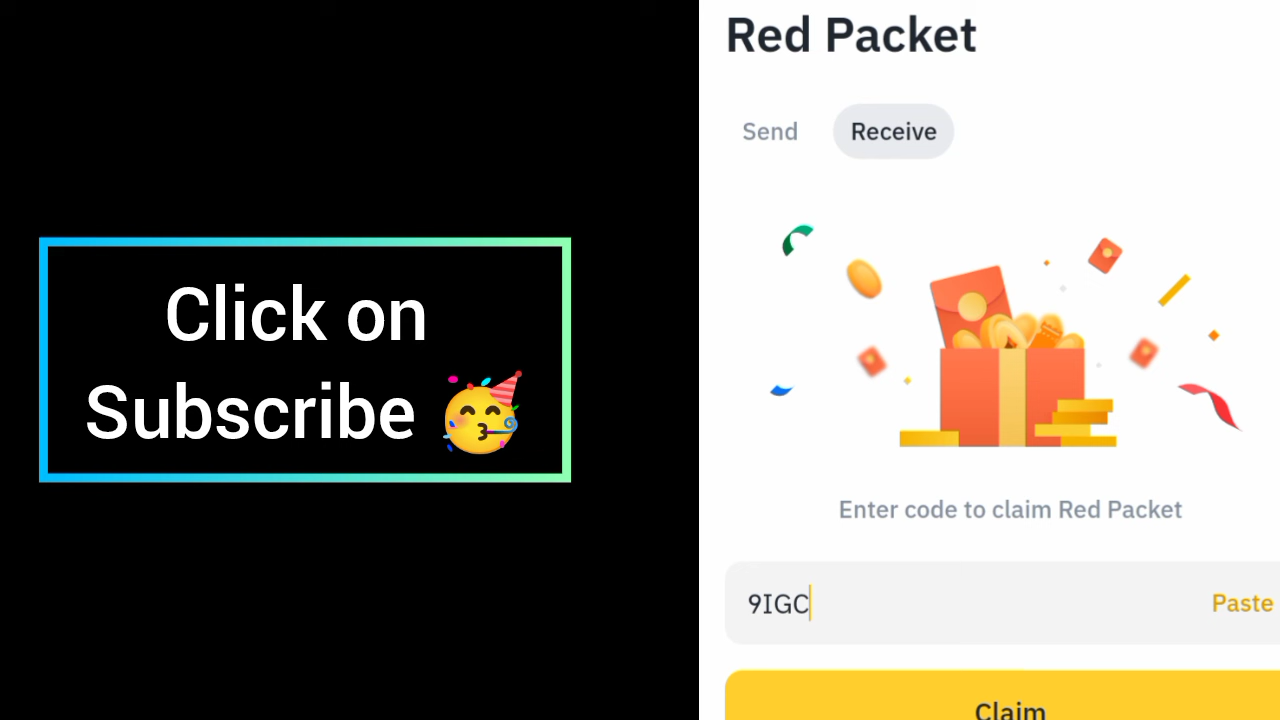 Click on
Subscribe 🥳
Red Packet
Send
Receive
Enter code to claim Red Packet
9IGC
Paste
Claim